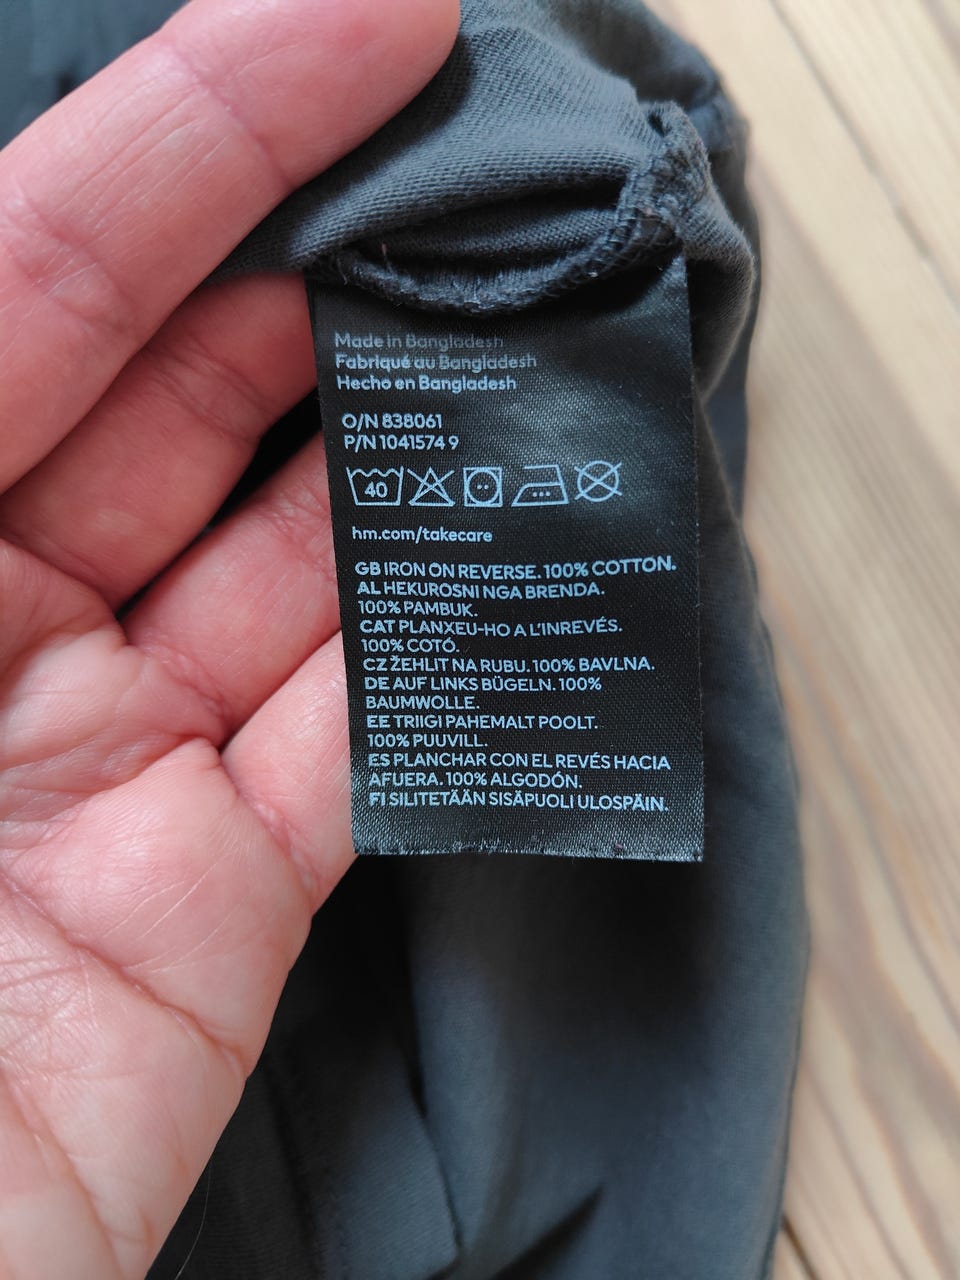 Made in Bangladesh
Fabriqué au Bangladesh
Hecho en Bangladesh
O/N 838061
P/N 1041574 9
40
hm.com/takecare
GB IRON ON REVERSE. 100% COTTON.
AL HEKUROSNI NGA BRENDA.
100% PAMBUK.
CAT PLANXEU-HO A L'INREVÉS.
100% COTÓ.
CZ ŽEHLIT NA RUBU. 100% BAVLNA.
DE AUF LINKS BÜGELN. 100%
BAUMWOLLE.
EE TRIIGI PAHEMALT POOLT.
100% PUUVILL.
ES PLANCHAR CON EL REVÉS HACIA
AFUERA. 100% ALGODÓN.
FI SILITETÄÄN SISÄPUOLI ULOSPÄIN.